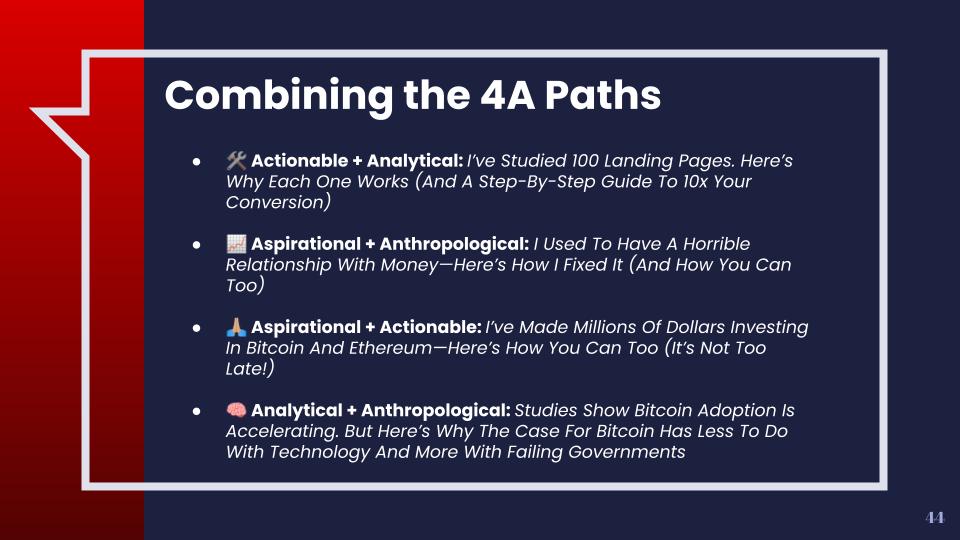 Combining the 4A Paths
● 🛠️ Actionable + Analytical: I’ve Studied 100 Landing Pages. Here’s
Why Each One Works (And A Step-By-Step Guide To 10x Your
Conversion)
● 📈 Aspirational + Anthropological: I Used To Have A Horrible
Relationship With Money—Here’s How I Fixed It (And How You Can
Too)
● 🙏🏽 Aspirational + Actionable: I’ve Made Millions Of Dollars Investing
In Bitcoin And Ethereum—Here’s How You Can Too (It’s Not Too
Late!)
● 🧠 Analytical + Anthropological: Studies Show Bitcoin Adoption Is
Accelerating. But Here’s Why The Case For Bitcoin Has Less To Do
With Technology And More With Failing Governments
44